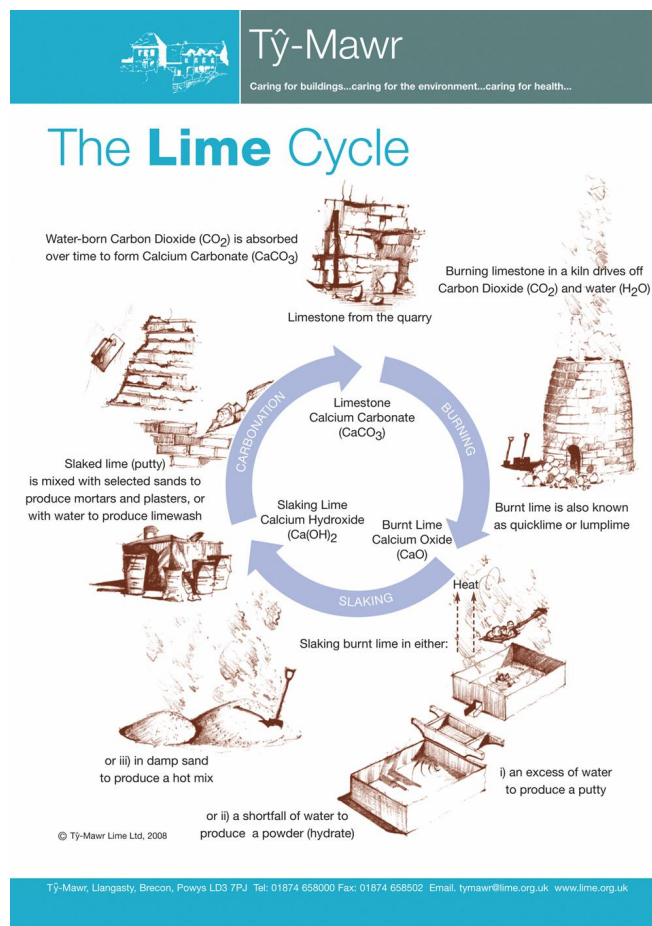 Tŷ-Mawr
Caring for buildings...caring for the environment...caring for health...
The Lime Cycle
Water-born Carbon Dioxide (CO2) is absorbed
over time to form Calcium Carbonate (CaCO3)
Burning limestone in a kiln drives off
Carbon Dioxide (CO2) and water (H2O)
Limestone from the quarry
CARBONATION
BURNING
Limestone
Calcium Carbonate
(CaCO3)
Slaked lime (putty)
is mixed with selected sands to
produce mortars and plasters, or
with water to produce limewash
Slaking Lime
Calcium Hydroxide
(Ca(OH)2
Burnt Lime
Calcium Oxide
(CaO)
Burnt lime is also known
as quicklime or lumplime
SLAKING
Heat
Slaking burnt lime in either:
or iii) in damp sand
to produce a hot mix
i) an excess of water
to produce a putty
or ii) a shortfall of water to
produce a powder (hydrate)
© Tŷ-Mawr Lime Ltd, 2008
Tŷ-Mawr, Llangasty, Brecon, Powys LD3 7PJ Tel: 01874 658000 Fax: 01874 658502 Email. tymawr@lime.org.uk www.lime.org.uk